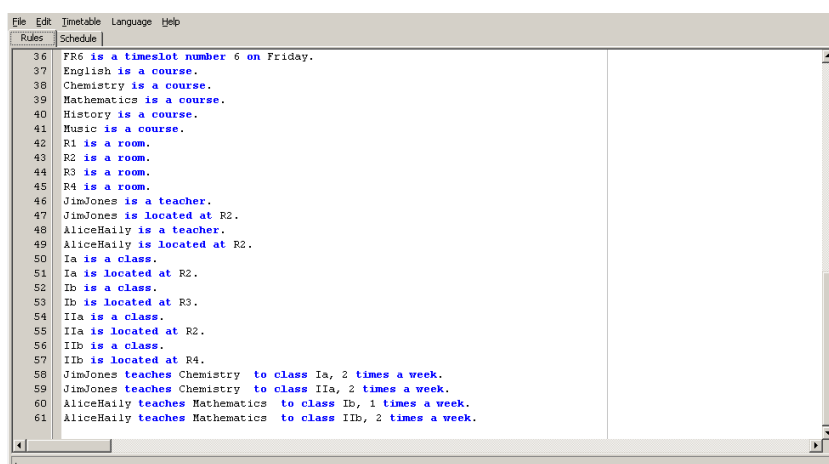 File Edit Timetable Language Help
Rules Schedule
36 FR6 is a timeslot number 6 on Friday.
37 English is a course.
38 Chemistry is a course.
39 Mathematics is a course.
40 History is a course.
41 Music is a course.
42 R1 is a room.
43 R2 is a room.
44 R3 is a room.
45 R4 is a room.
46 JimJones is a teacher.
47 JimJones is located at R2.
48 AliceHaily is a teacher.
49 AliceHaily is located at R2.
50 Ia is a class.
51 Ia is located at R2.
52 Ib is a class.
53 Ib is located at R3.
54 IIa is a class.
55 IIa is located at R2.
56 IIb is a class.
57 IIb is located at R4.
58 JimJones teaches Chemistry  to class Ia, 2 times a week.
59 JimJones teaches Chemistry  to class IIa, 2 times a week.
60 AliceHaily teaches Mathematics  to class Ib, 1 times a week.
61 AliceHaily teaches Mathematics  to class IIb, 2 times a week.